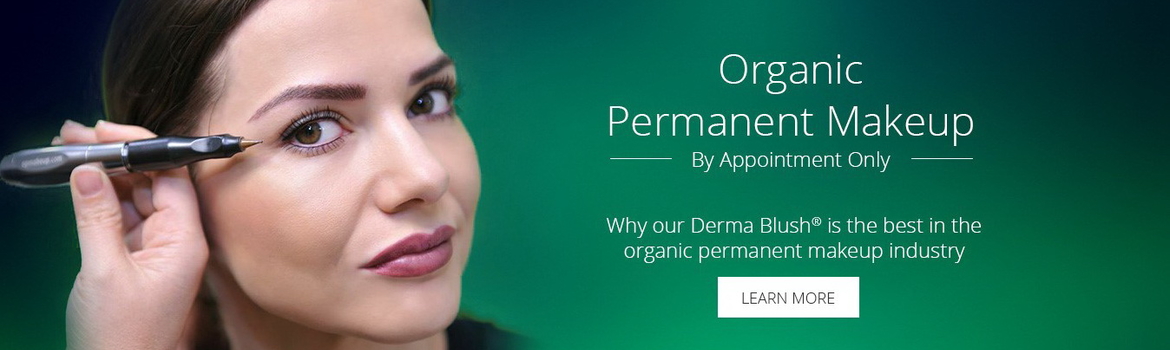 Organic
Permanent Makeup
By Appointment Only
Why our Derma Blush® is the best in the
organic permanent makeup industry
LEARN MORE